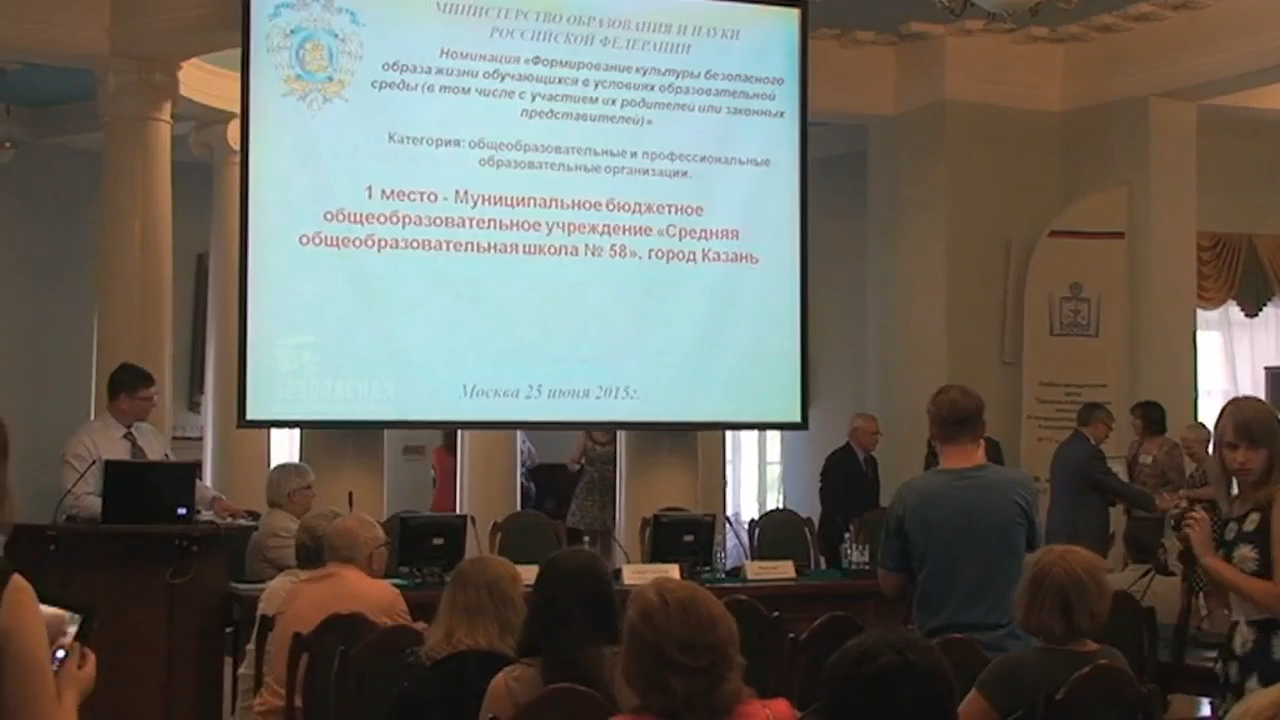 МИНИСТЕРСТВО ОБРАЗОВАНИЯ И НАУКИ
РОССИЙСКОЙ ФЕДЕРАЦИИ
Номинация «Формирование культуры безопасного
образа жизни обучающихся в условиях образовательной
среды (в том числе с участием их родителей или законных
представителей)»
Категория: общеобразовательные и профессиональные
образовательные организации.
1 место - Муниципальное бюджетное
общеобразовательное учреждение «Средняя
общеобразовательная школа № 58», город Казань
БЕЗОПАСНАЯ
Москва 25 июня 2015г.